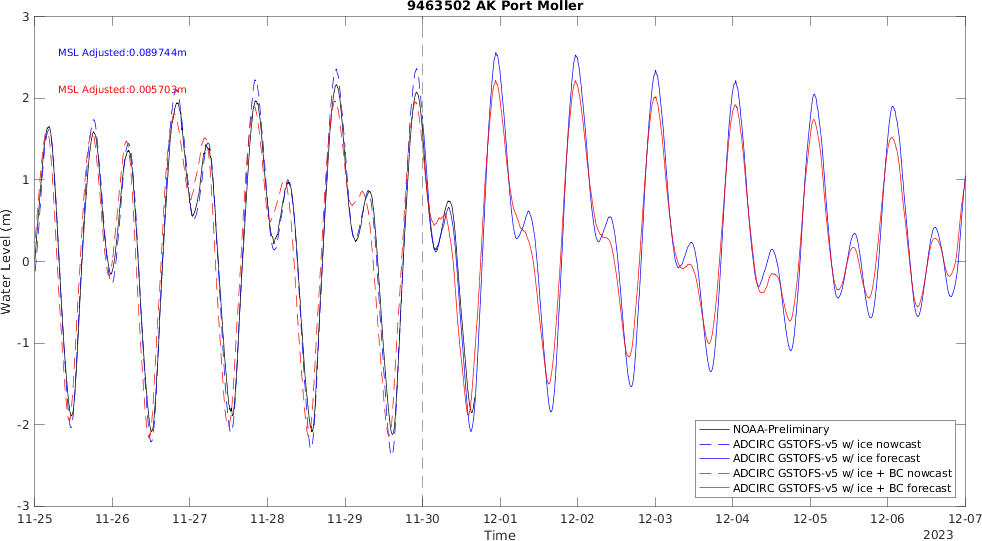 9463502 AK Port Moller
MSL Adjusted:0.089744m
MSL Adjusted:0.005703m
Water Level (m)
3
2
1
0
-1
-2
-3
NOAA-Preliminary
ADCIRC GSTOFS-v5 w/ ice nowcast
ADCIRC GSTOFS-v5 w/ ice forecast
ADCIRC GSTOFS-v5 w/ ice + BC nowcast
ADCIRC GSTOFS-v5 w/ ice + BC forecast
11-25 11-26 11-27 11-28 11-29 11-30 12-01 12-02 12-03 12-04 12-05 12-06 12-07
Time
2023